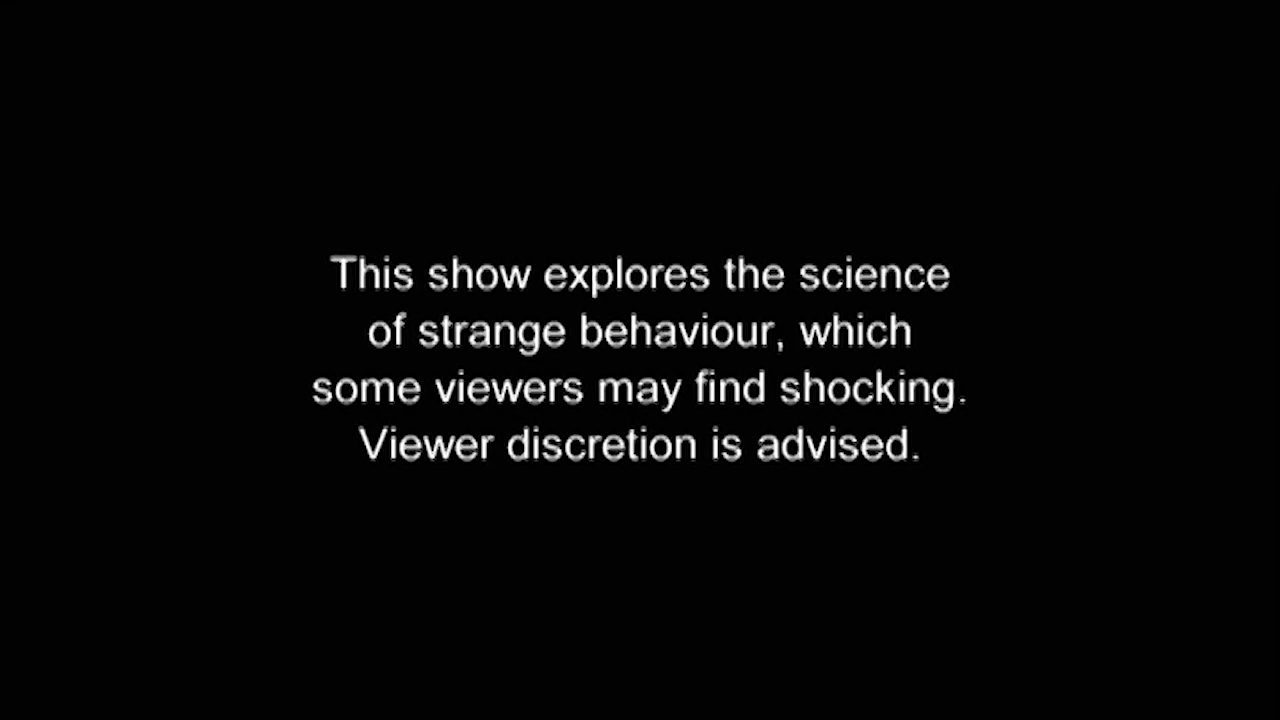 This show explores the science
of strange behaviour, which
some viewers may find shocking.
Viewer discretion is advised.